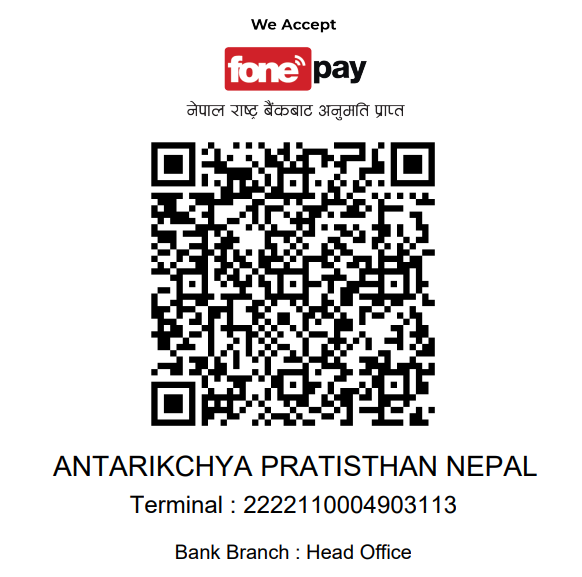 We Accept
fonepay
नेपाल राष्ट्र बैंकबाट अनुमति प्राप्त
ANTARIKCHYA PRATISTHAN NEPAL
Terminal : 2222110004903113
Bank Branch : Head Office